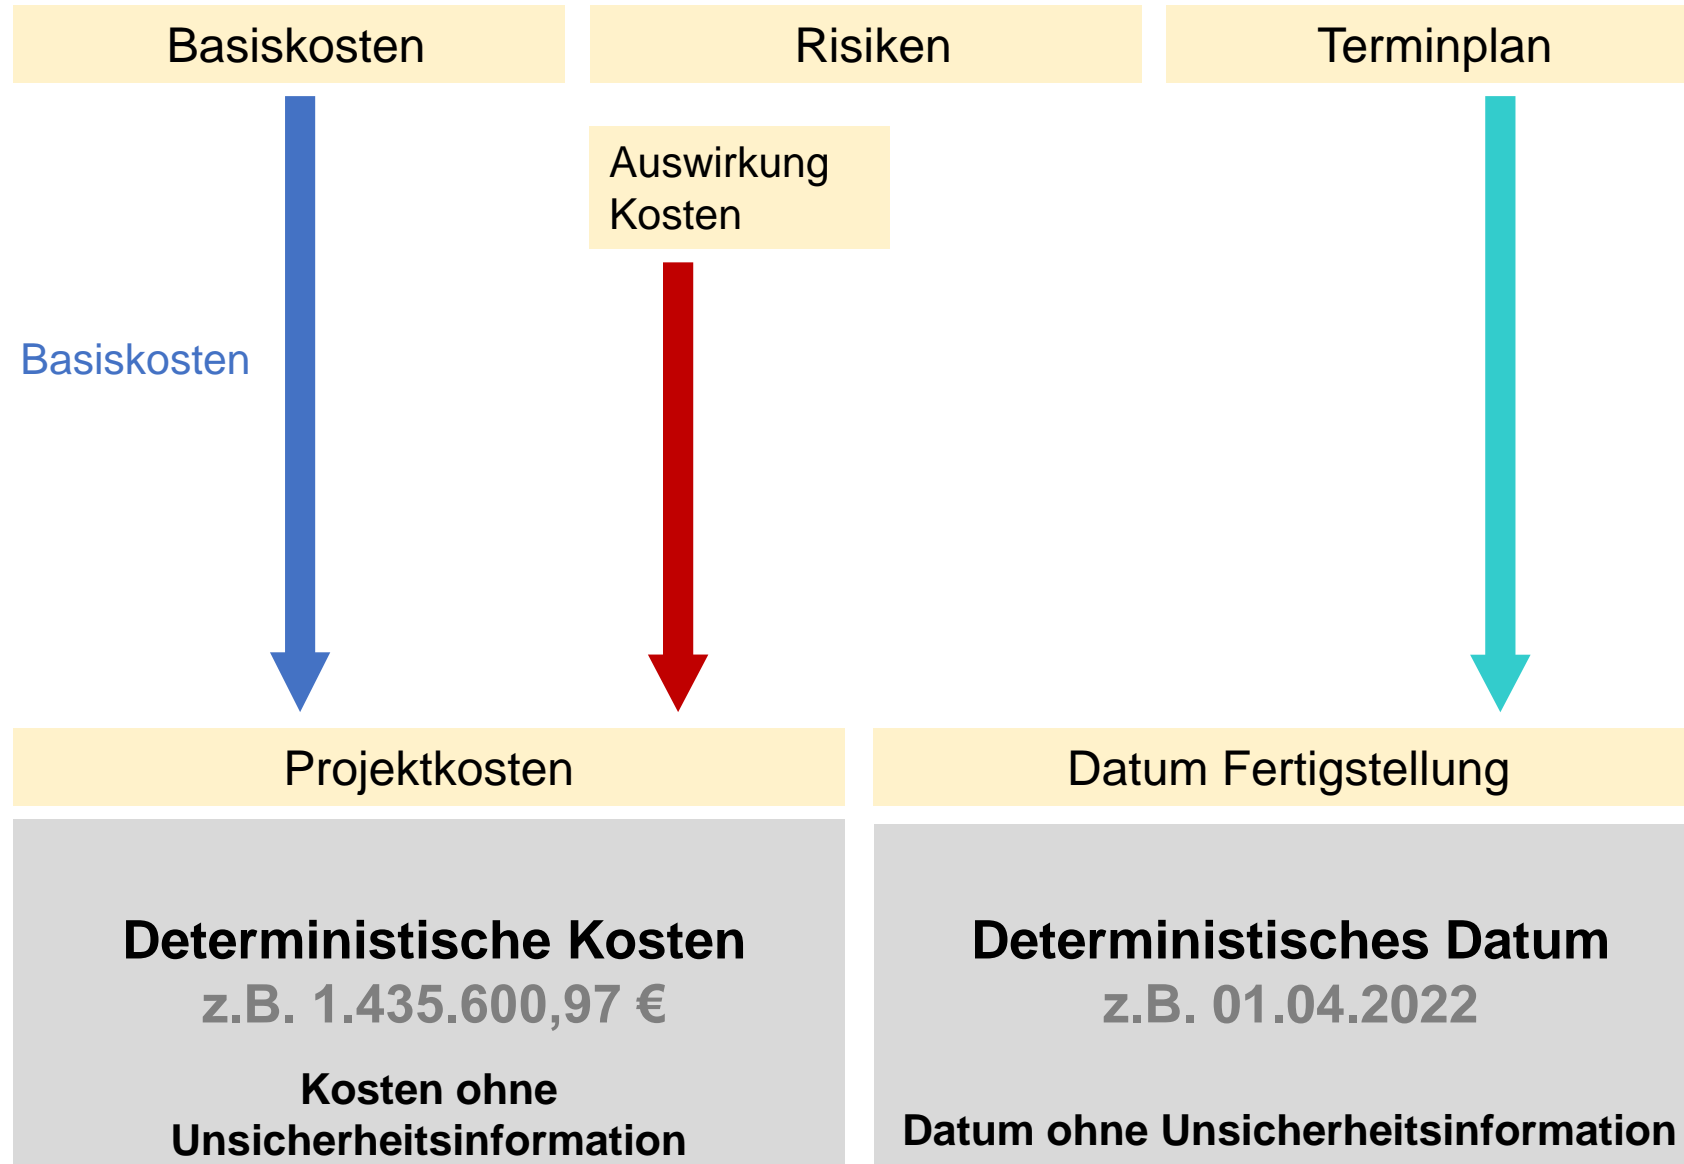 Basiskosten
Risiken
Terminplan
Auswirkung
Kosten
Basiskosten
Projektkosten
Datum Fertigstellung
Deterministische Kosten
z.B. 1.435.600,97 €
Kosten ohne
Unsicherheitsinformation
Deterministisches Datum
z.B. 01.04.2022
Datum ohne Unsicherheitsinformation